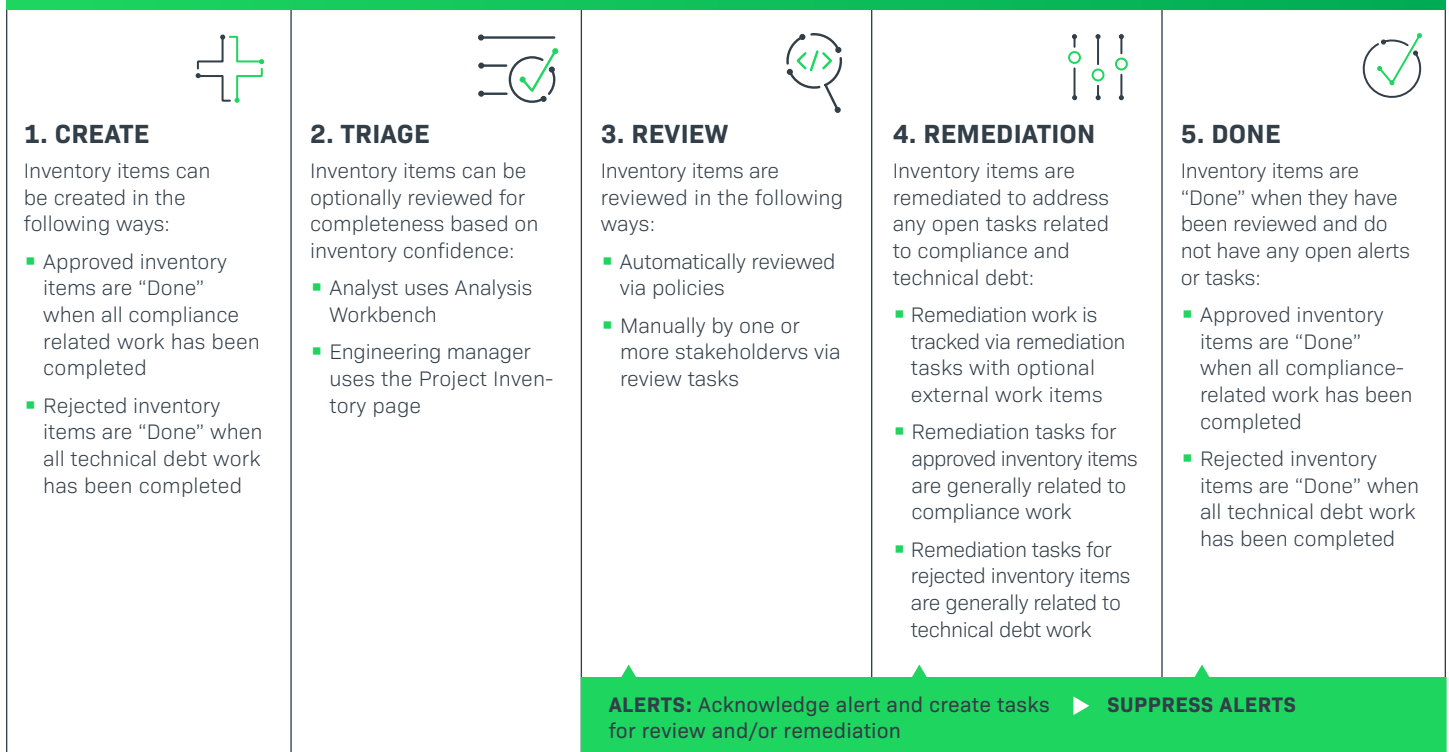 1. CREATE
Inventory items can
be created in the
following ways:
▪ Approved inventory
items are “Done”
when all compliance
related work has been
completed
▪ Rejected inventory
items are “Done” when
all technical debt work
has been completed
2. TRIAGE
Inventory items can be
optionally reviewed for
completeness based on
inventory confidence:
▪ Analyst uses Analysis
Workbench
▪ Engineering manager
uses the Project Inven-
tory page
3. REVIEW
Inventory items are
reviewed in the following
ways:
▪ Automatically reviewed
via policies
▪ Manually by one or
more stakeholdervs via
review tasks
4. REMEDIATION
Inventory items are
remediated to address
any open tasks related
to compliance and
technical debt:
▪ Remediation work is
tracked via remediation
tasks with optional
external work items
▪ Remediation tasks for
approved inventory items
are generally related to
compliance work
▪ Remediation tasks for
rejected inventory items
are generally related to
technical debt work
5. DONE
Inventory items are
“Done” when they have
been reviewed and do
not have any open alerts
or tasks:
▪ Approved inventory
items are “Done”
when all compliance-
related work has been
completed
▪ Rejected inventory
items are “Done” when
all technical debt work
has been completed
ALERTS: Acknowledge alert and create tasks ▶ SUPPRESS ALERTS
for review and/or remediation